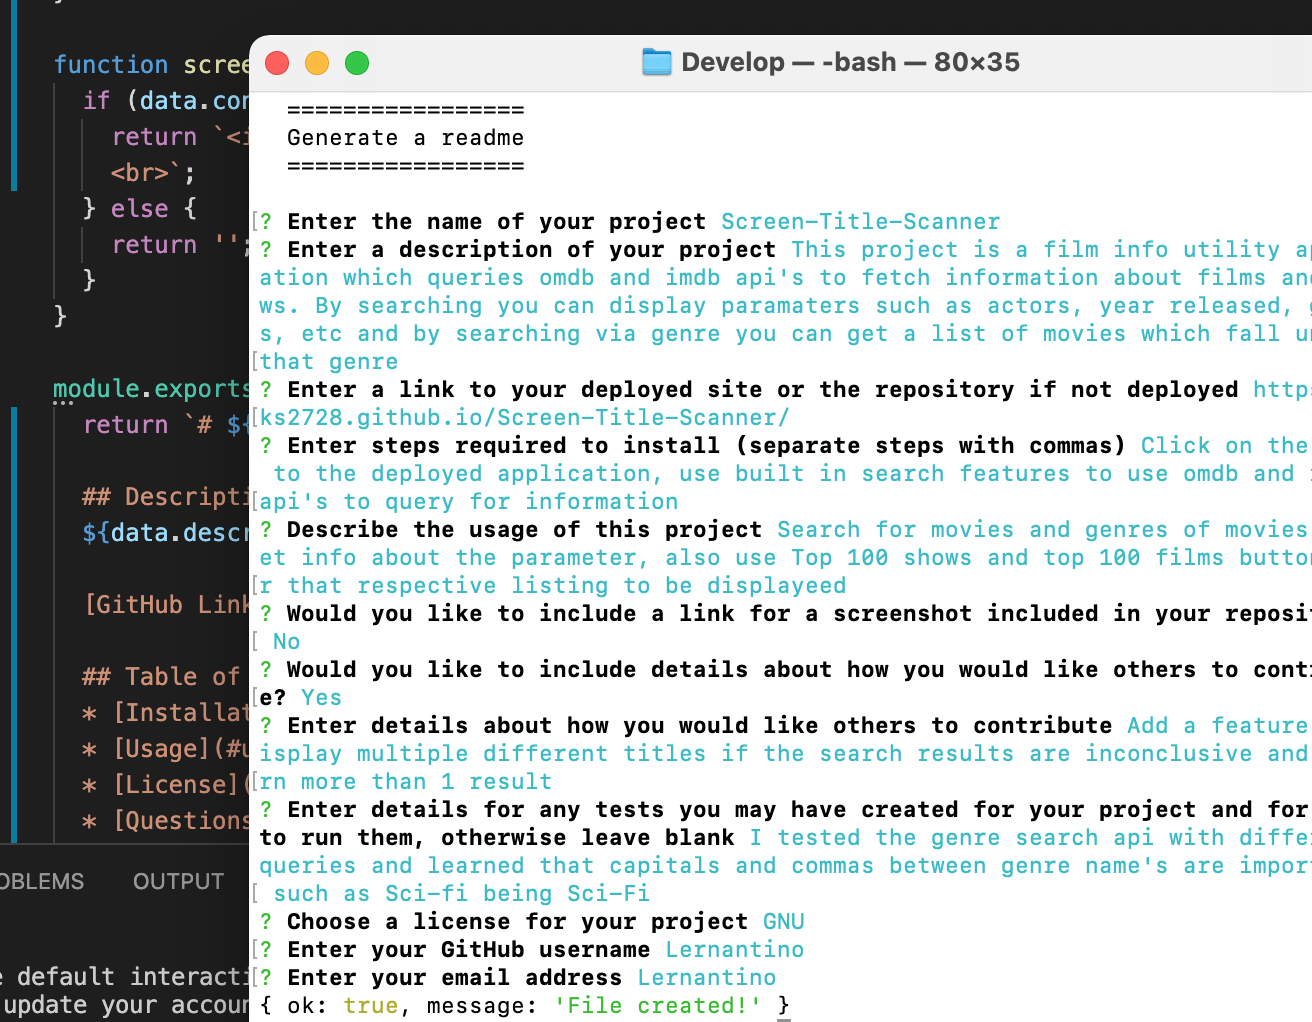 function
if (data.
return `<i
<br>`;
} else {
return '';
}
}
module.exports
return `# ${
## Descripti
${data.descr
[GitHub Link
## Table of
* [Installat
* [Usage](#u
* [License](
* [Questions
OUTPUT
default interacti
update your accoun
Develop — -bash — 80×35
=================
Generate a readme
=================
? Enter the name of your project Screen-Title-Scanner
? Enter a description of your project This project is a film info utility
ation which queries omdb and imdb api's to fetch information about films
ws. By searching you can display paramaters such as actors, year released,
s, etc and by searching via genre you can get a list of movies which fall
that genre
? Enter a link to your deployed site or the repository if not deployed http
ks2728.github.io/Screen-Title-Scanner/
? Enter steps required to install (separate steps with commas) Click on the
to the deployed application, use built in search features to use omdb and
api's to query for information
? Describe the usage of this project Search for movies and genres of movies
et info about the parameter, also use Top 100 shows and top 100 films button
r that respective listing to be displayeed
? Would you like to include a link for a screenshot included in your reposit
No
? Would you like to include details about how you would like others to contr
e? Yes
? Enter details about how you would like others to contribute Add a feature
isplay multiple different titles if the search results are inconclusive and
rn more than 1 result
? Enter details for any tests you may have created for your project and for
to run them, otherwise leave blank I tested the genre search api with differ
queries and learned that capitals and commas between genre name's are impor
such as Sci-fi being Sci-Fi
? Choose a license for your project GNU
? Enter your GitHub username Lernantino
? Enter your email address Lernantino
{ ok: true, message: 'File created!' }